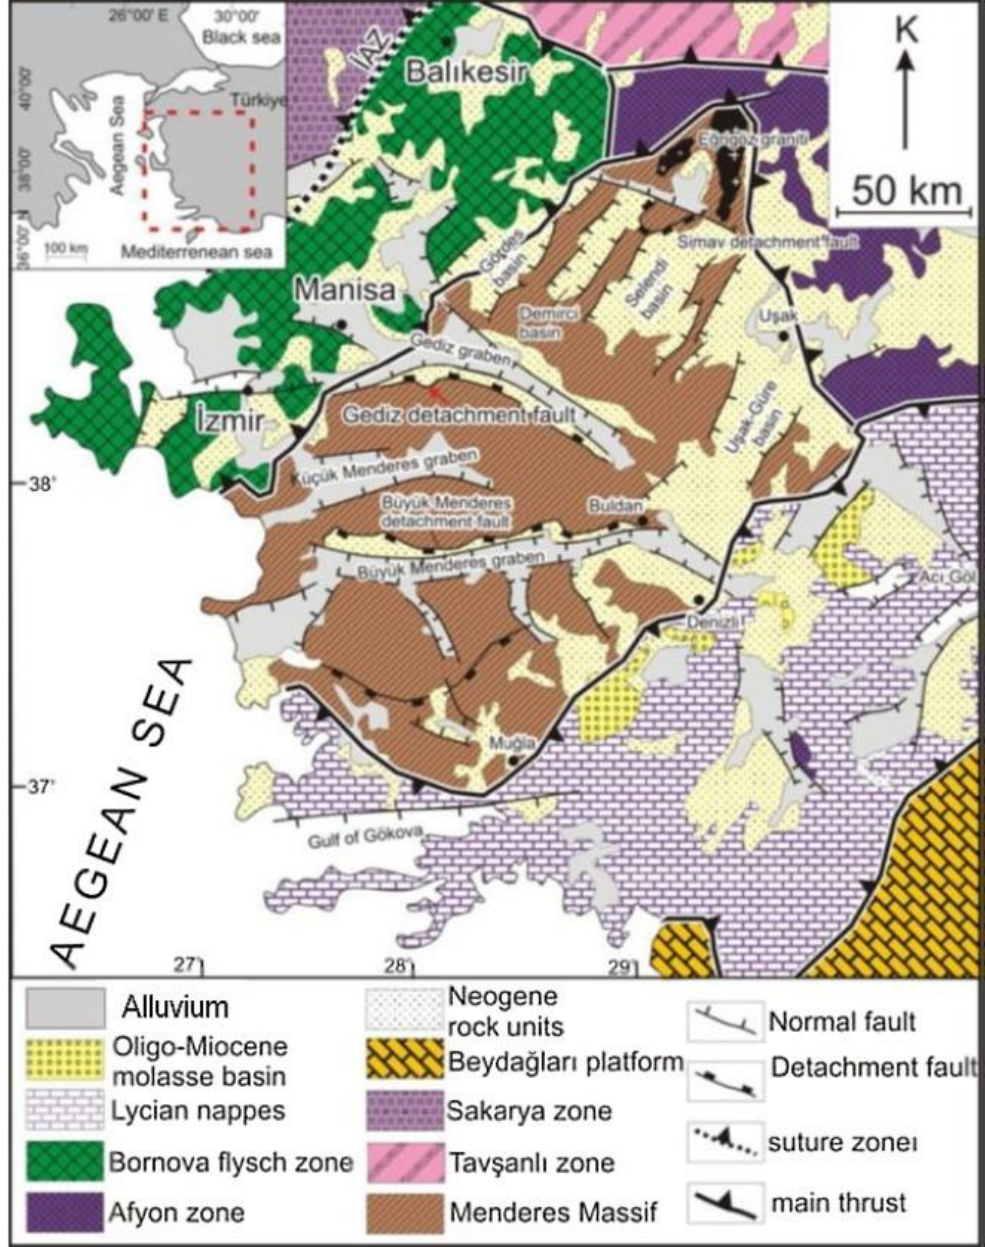 26°00' E
30°00'
Black sea
40°00'
Türkiye
Aegean Sea
38°00'
36°00' N
100 km
Mediterrenean sea
İAZ
Balıkesir
K
50 km
Eğrigöz graniti
Simav detachment fault
Gördes
basin
Selendi
basin
Demirci
basin
Manisa
Uşak
Gediz graben
İzmir
Gediz detachment fault
Uşak-Güre
basin
Küçük Menderes graben
38°
Büyük Menderes
detachment fault
Buldan
Büyük Menderes graben
Acı Göl
Denizli
AEGEAN SEA
Muğla
37°
Gulf of Gökova
27°
28°
29°
Alluvium
Oligo-Miocene
molasse basin
Lycian nappes
Bornova flysch zone
Afyon zone
Neogene
rock units
Beydağları platform
Sakarya zone
Tavşanlı zone
Menderes Massif
Normal fault
Detachment fault
suture zoneı
main thrust